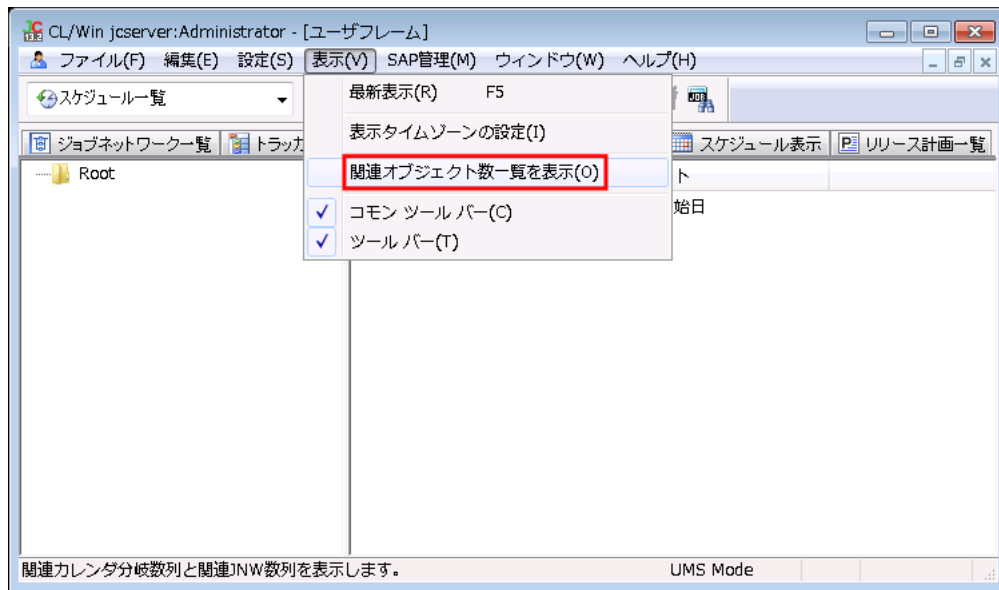 CL/Win jcserver:Administrator - [ユーザフレーム]
ファイル(F) 編集(E) 設定(S) 表示(V) SAP管理(M) ウィンドウ(W) ヘルプ(H)
スケジュール一覧
最新表示(R) F5
表示タイムゾーンの設定(I)
関連オブジェクト数一覧を表示(O)
コモン ツール バー(C)
ツール バー(T)
JOB
ジョブネットワーク一覧 トラッカ スケジュール表示 リリース計画一覧
Root
ト
始日
関連カレンダ分岐数列と関連JNW数列を表示します。 UMS Mode